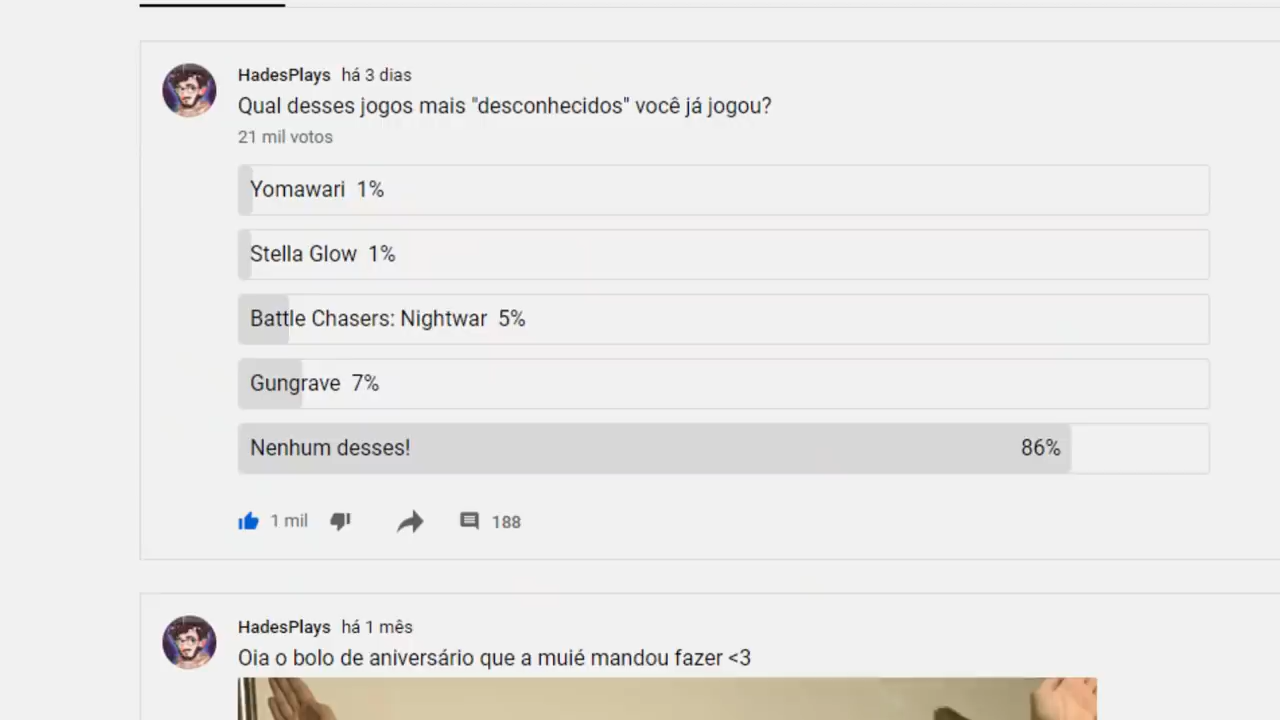 HadesPlays há 3 dias
Qual desses jogos mais "desconhecidos" você já jogou?
21 mil votos
Yomawari 1%
Stella Glow 1%
Battle Chasers: Nightwar 5%
Gungrave 7%
Nenhum desses! 86%
1 mil 188
HadesPlays há 1 mês
Oia o bolo de aniversário que a muié mandou fazer <3